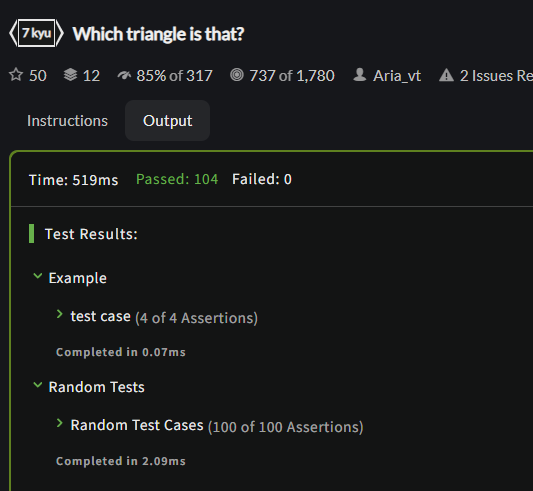 7 kyu Which triangle is that?
50 12 85% of 317 737 of 1,780 Aria_vt 2 Issues Re
Instructions Output
Time: 519ms Passed: 104 Failed: 0
Test Results:
Example
test case (4 of 4 Assertions)
Completed in 0.07ms
Random Tests
Random Test Cases (100 of 100 Assertions)
Completed in 2.09ms